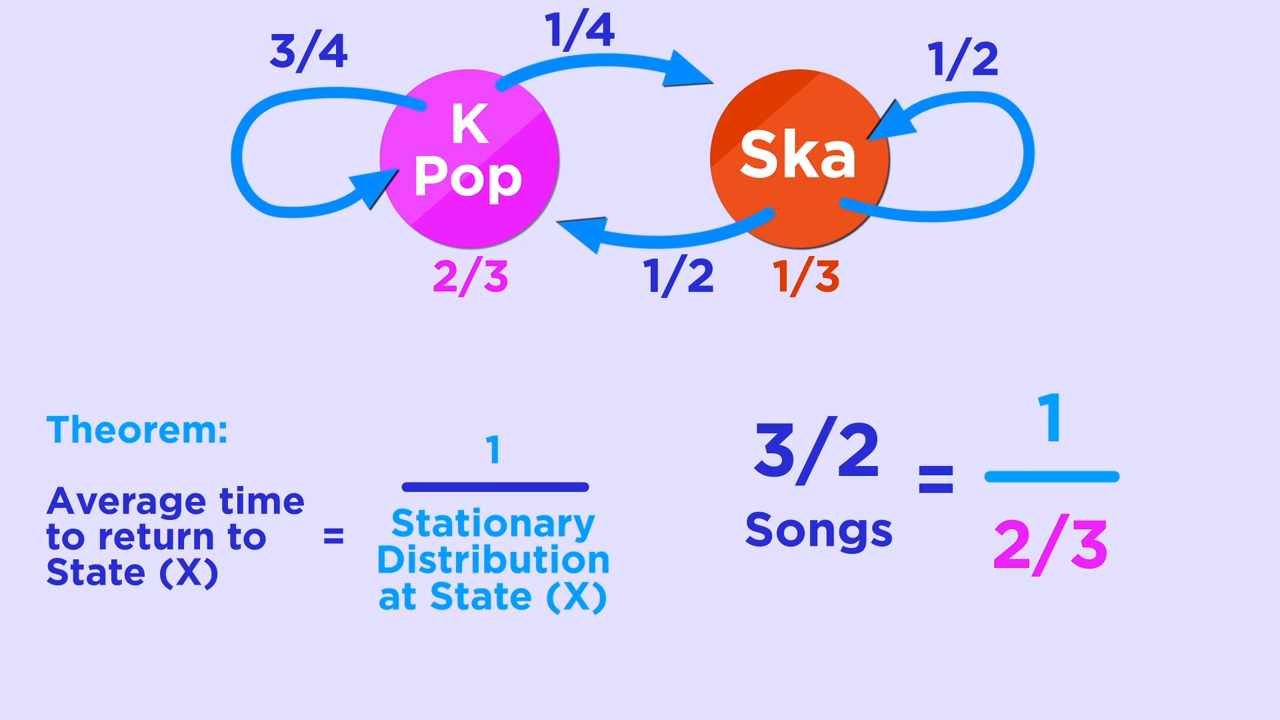 3/4
1/4
1/2
K
Pop
Ska
2/3
1/2
1/3
Theorem:
Average time
to return to
State (X)
=
1
Stationary
Distribution
at State (X)
3/2
Songs
=
1
2/3